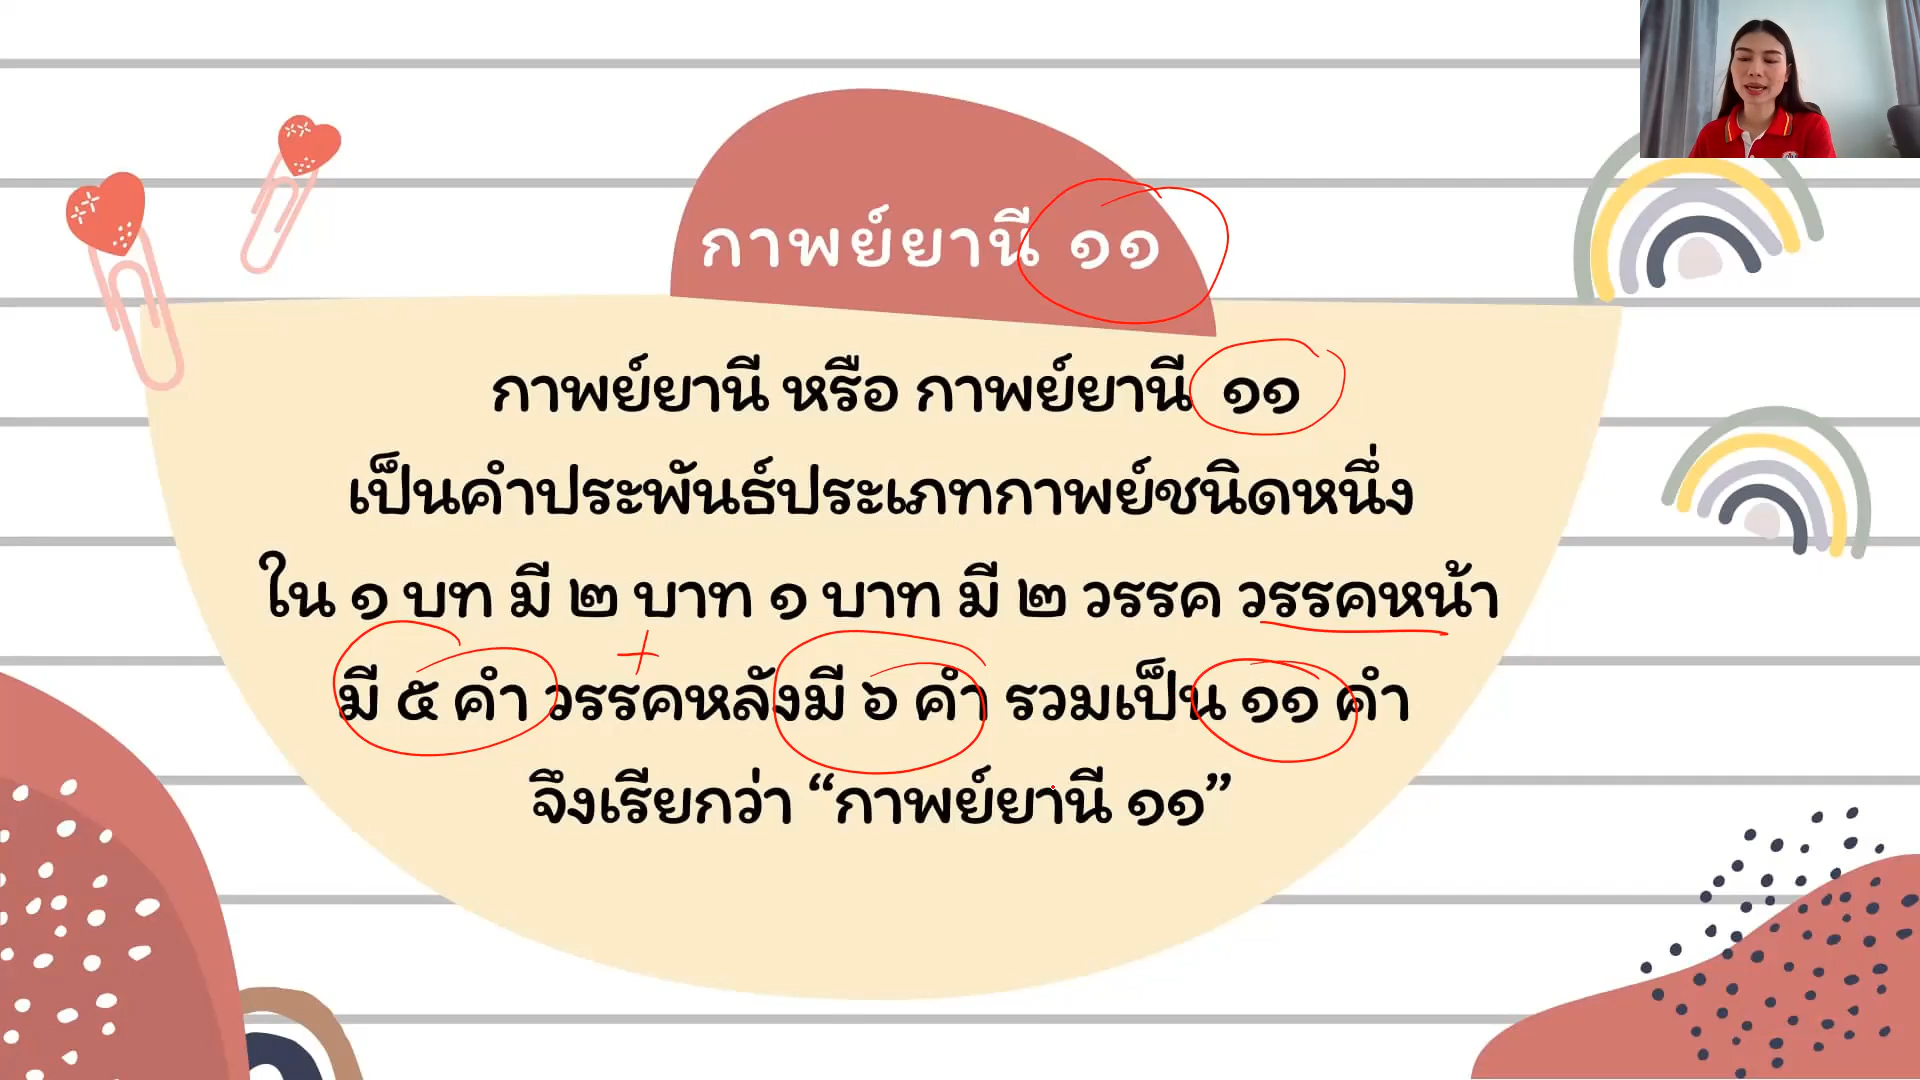 กาพย์ยานี ๑๑
กาพย์ยานี หรือ กาพย์ยานี ๑๑
เป็นคำประพันธ์ประเภทกาพย์ชนิดหนึ่ง
ใน ๑ บท มี ๒ บาท ๑ บาท มี ๒ วรรค วรรคหน้า
มี ๕ คำ วรรคหลังมี ๖ คำ รวมเป็น ๑๑ คำ
จึงเรียกว่า “กาพย์ยานี ๑๑”